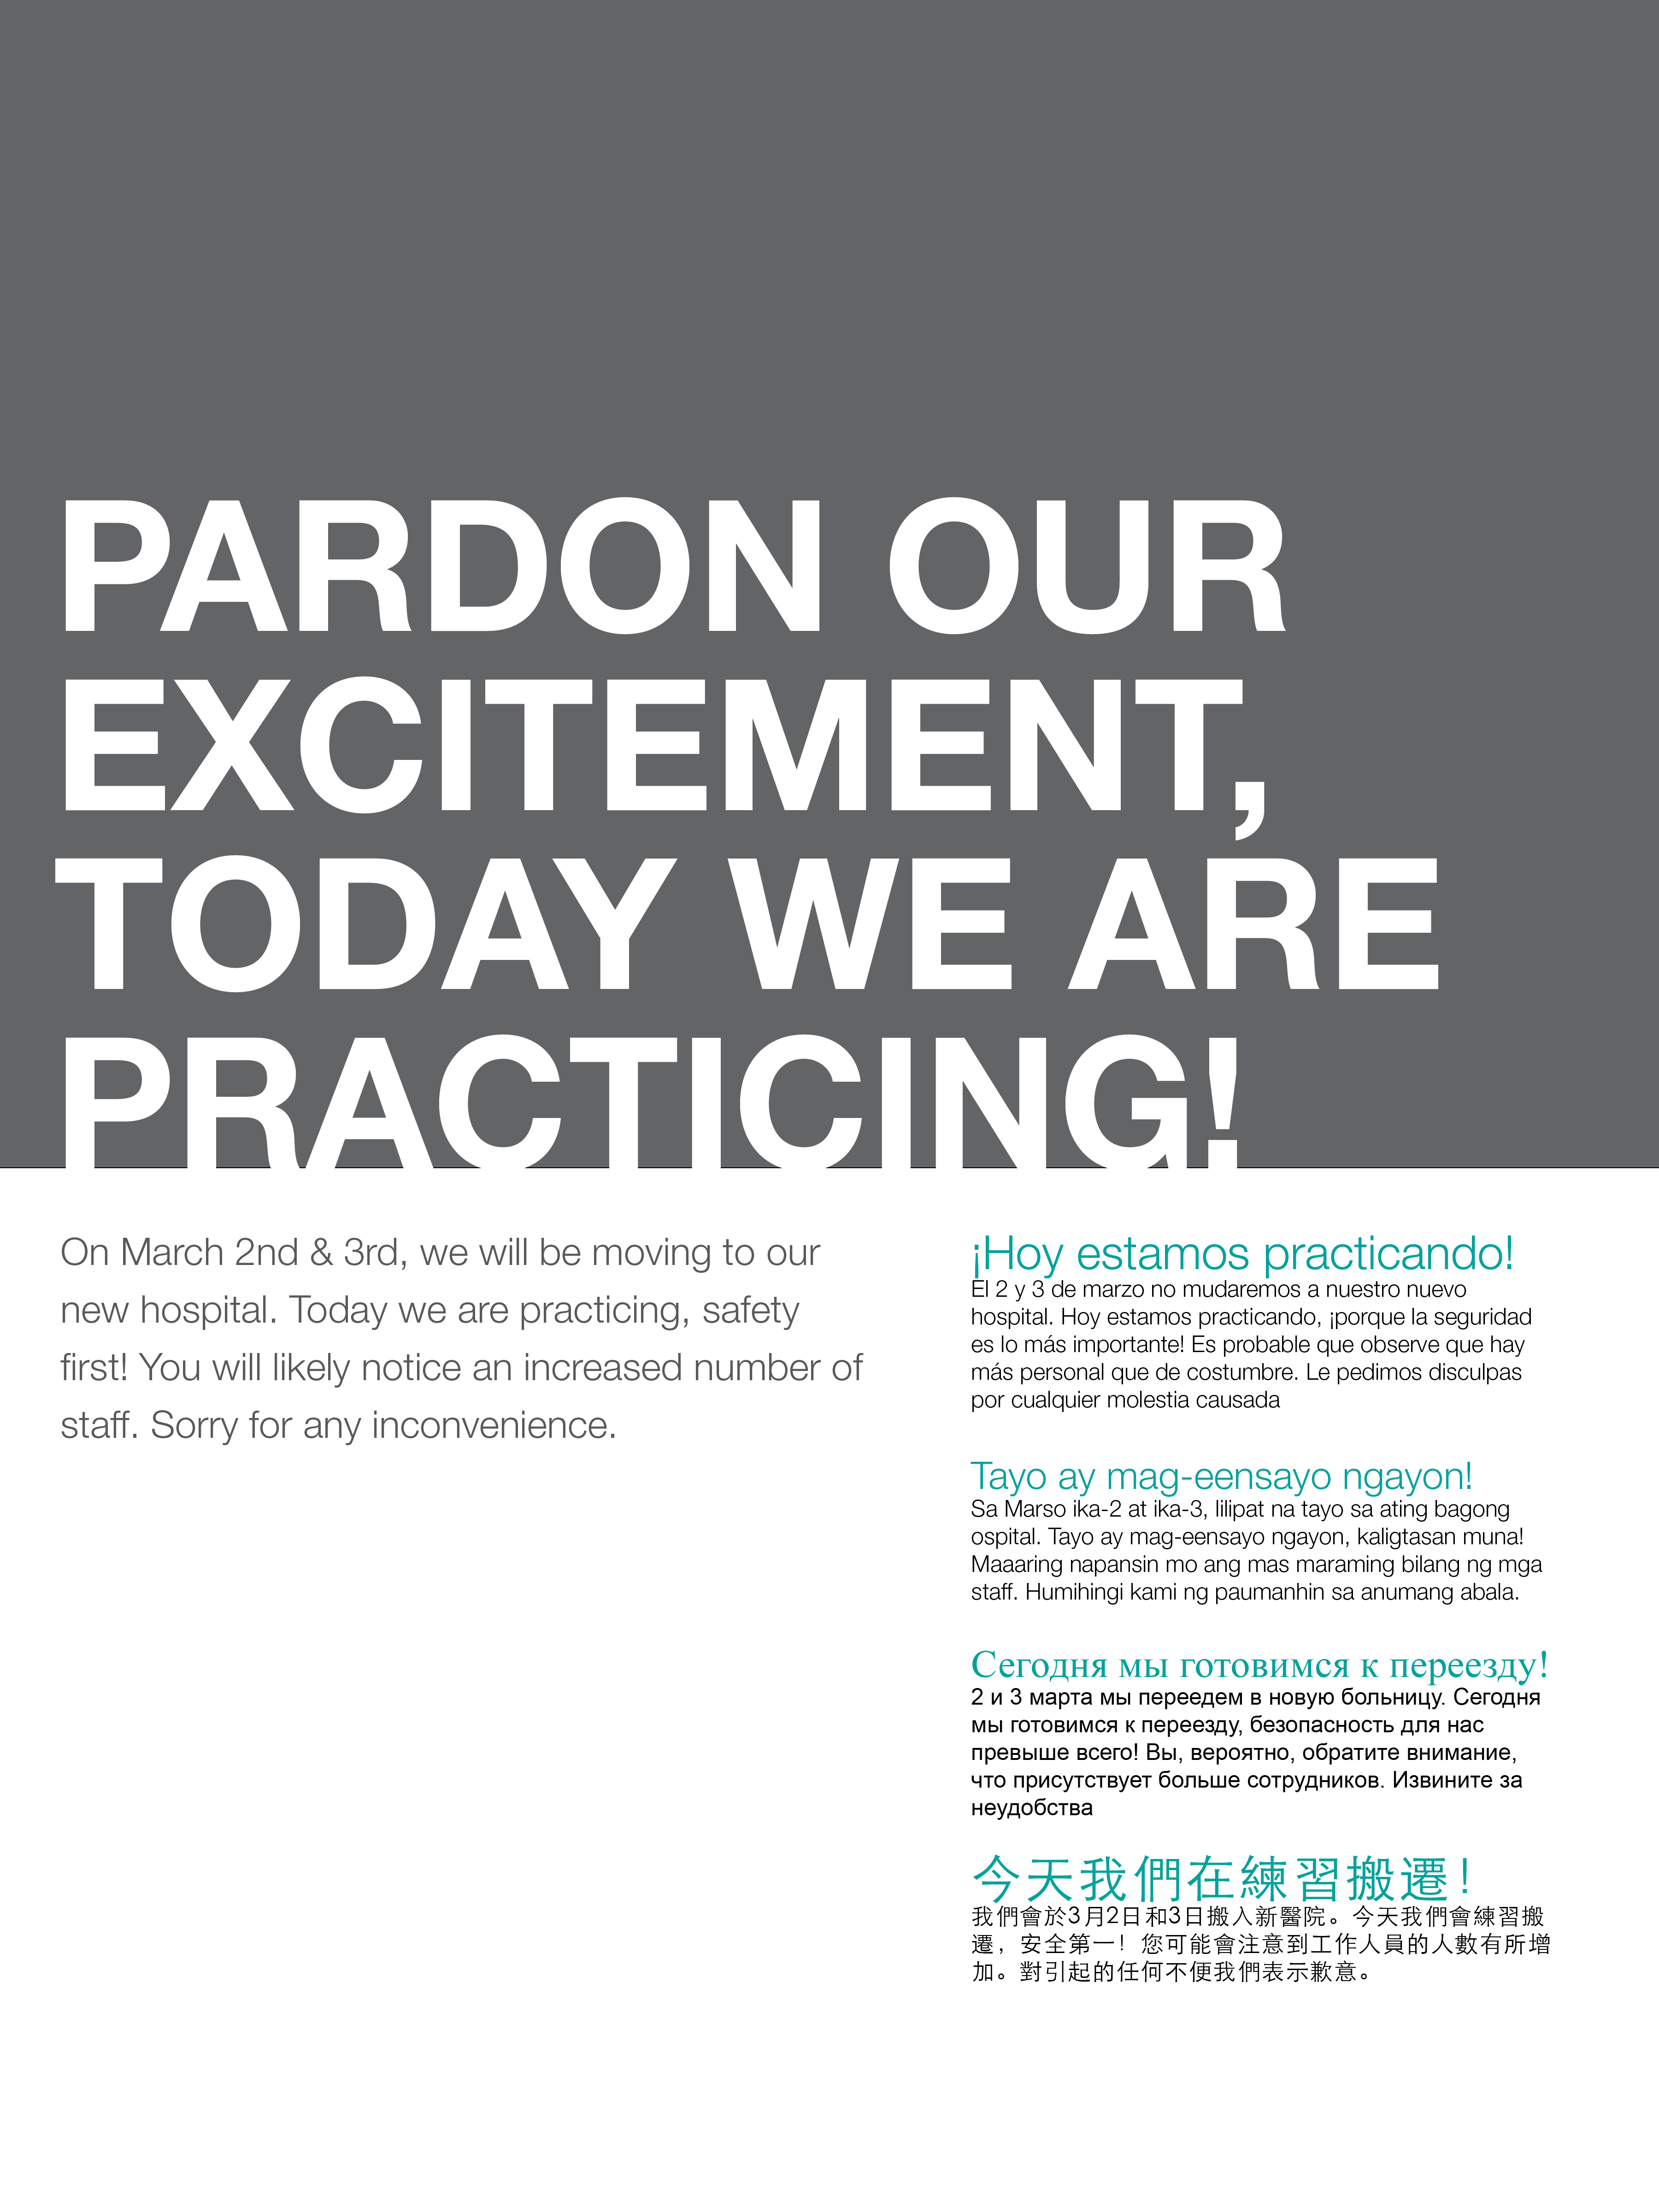 PARDON OUR
EXCITEMENT,
TODAY WE ARE
PRACTICING!
On March 2nd & 3rd, we will be moving to our
new hospital. Today we are practicing, safety
first! You will likely notice an increased number of
staff. Sorry for any inconvenience.
¡Hoy estamos practicando!
El 2 y 3 de marzo no mudaremos a nuestro nuevo
hospital. Hoy estamos practicando, ¡porque la seguridad
es lo más importante! Es probable que observe que hay
más personal que de costumbre. Le pedimos disculpas
por cualquier molestia causada
Tayo ay mag-eensayo ngayon!
Sa Marso ika-2 at ika-3, lilipat na tayo sa ating bagong
ospital. Tayo ay mag-eensayo ngayon, kaligtasan muna!
Maaaring napansin mo ang mas maraming bilang ng mga
staff. Humihingi kami ng paumanhin sa anumang abala.
Сегодня мы готовимся к переезду!
2 и 3 марта мы переедем в новую больницу. Сегодня
мы готовимся к переезду, безопасность для нас
превыше всего! Вы, вероятно, обратите внимание,
что присутствует больше сотрудников. Извините за
неудобства
今天我們在練習搬遷！
我們會於3月2日和3日搬入新醫院。今天我們會練習搬
遷，安全第一！您可能會注意到工作人員的人數有所增
加。對引起的任何不便我們表示歉意。